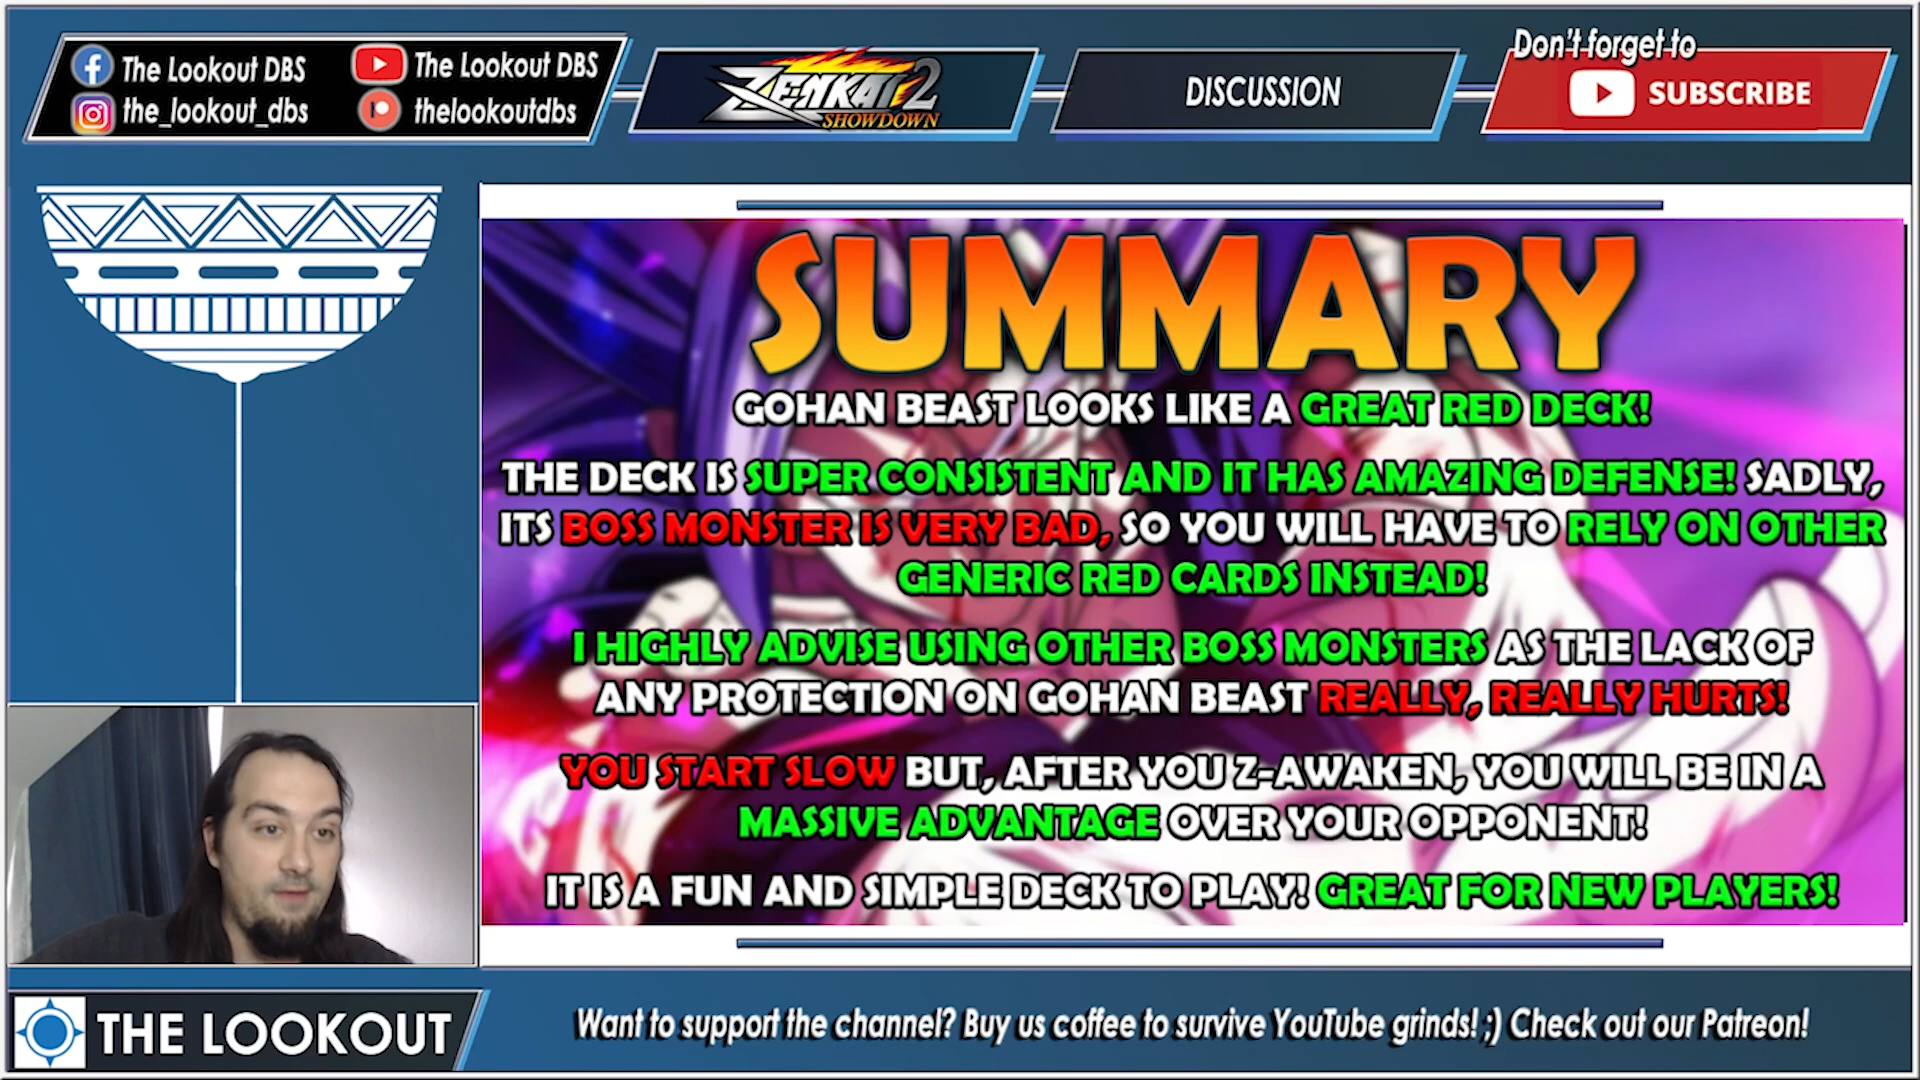 The Lookout DBS
The Lookout DBS
the_lookout_dbs
thelookoutdbs
ZENKAI 2
SHOWDOWN
DISCUSSION
Don't forget to
SUBSCRIBE
SUMMARY
GOHAN BEAST LOOKS LIKE A GREAT RED DECK!
THE DECK IS SUPER CONSISTENT AND IT HAS AMAZING DEFENSE! SADLY,
ITS BOSS MONSTER IS VERY BAD, SO YOU WILL HAVE TO RELY ON OTHER
GENERIC RED CARDS INSTEAD!
I HIGHLY ADVISE USING OTHER BOSS MONSTERS AS THE LACK OF
ANY PROTECTION ON GOHAN BEAST REALLY, REALLY HURTS!
YOU START SLOW BUT, AFTER YOU Z-AWAKEN, YOU WILL BE IN A
MASSIVE ADVANTAGE OVER YOUR OPPONENT!
IT IS A FUN AND SIMPLE DECK TO PLAY! GREAT FOR NEW PLAYERS!
THE LOOKOUT
Want to support the channel? Buy us coffee to survive YouTube grinds! ;) Check out our Patreon!